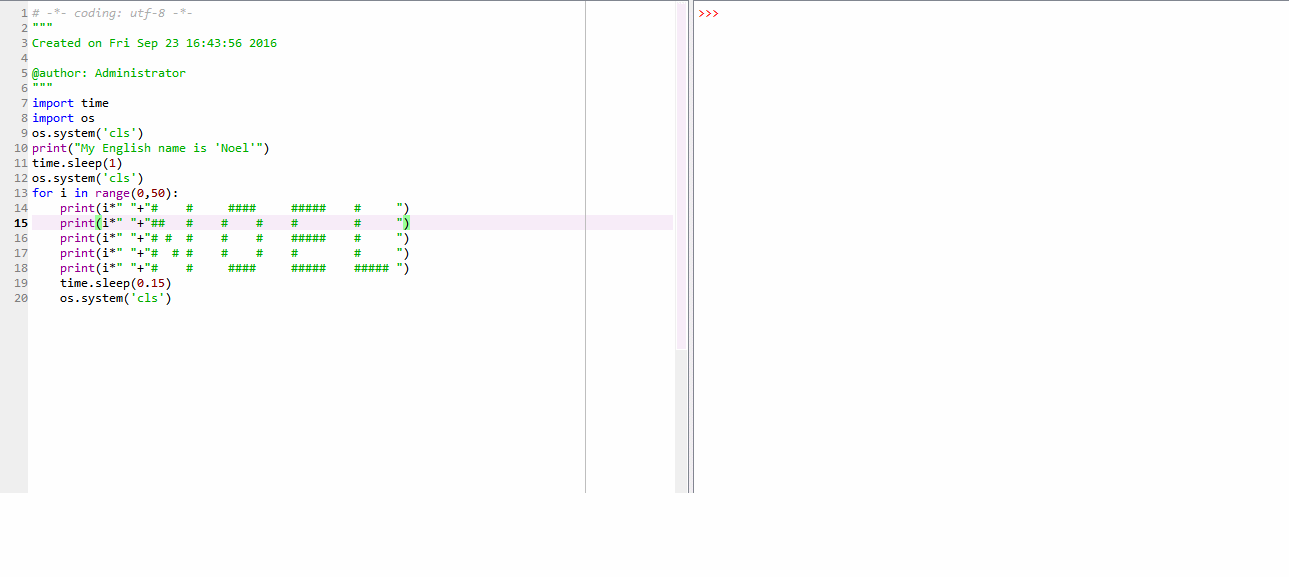 1 # -*- coding: utf-8 -*-
2 """
3 Created on Fri Sep 23 16:43:56 2016
4
5 @author: Administrator
6 """
7 import time
8 import os
9 os.system('cls')
10 print("My English name is 'Noel'")
11 time.sleep(1)
12 os.system('cls')
13 for i in range(0,50):
14     print(i*" "+"#    #     ####     #####    #     ")
15     print(i*" "+"##   #    #    #    #        #     ")
16     print(i*" "+"# #  #    #    #    #####    #     ")
17     print(i*" "+"#  # #    #    #    #        #     ")
18     print(i*" "+"#    #     ####     #####    ##### ")
19     time.sleep(0.15)
20     os.system('cls')
>>>